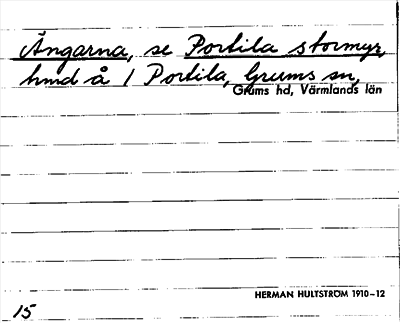 Ängarna, se Portila stormyr,
hmd å 1 Portila, Grums sn,
Grums hd, Värmlands län
HERMAN HULTSTRÖM 1910–12
15